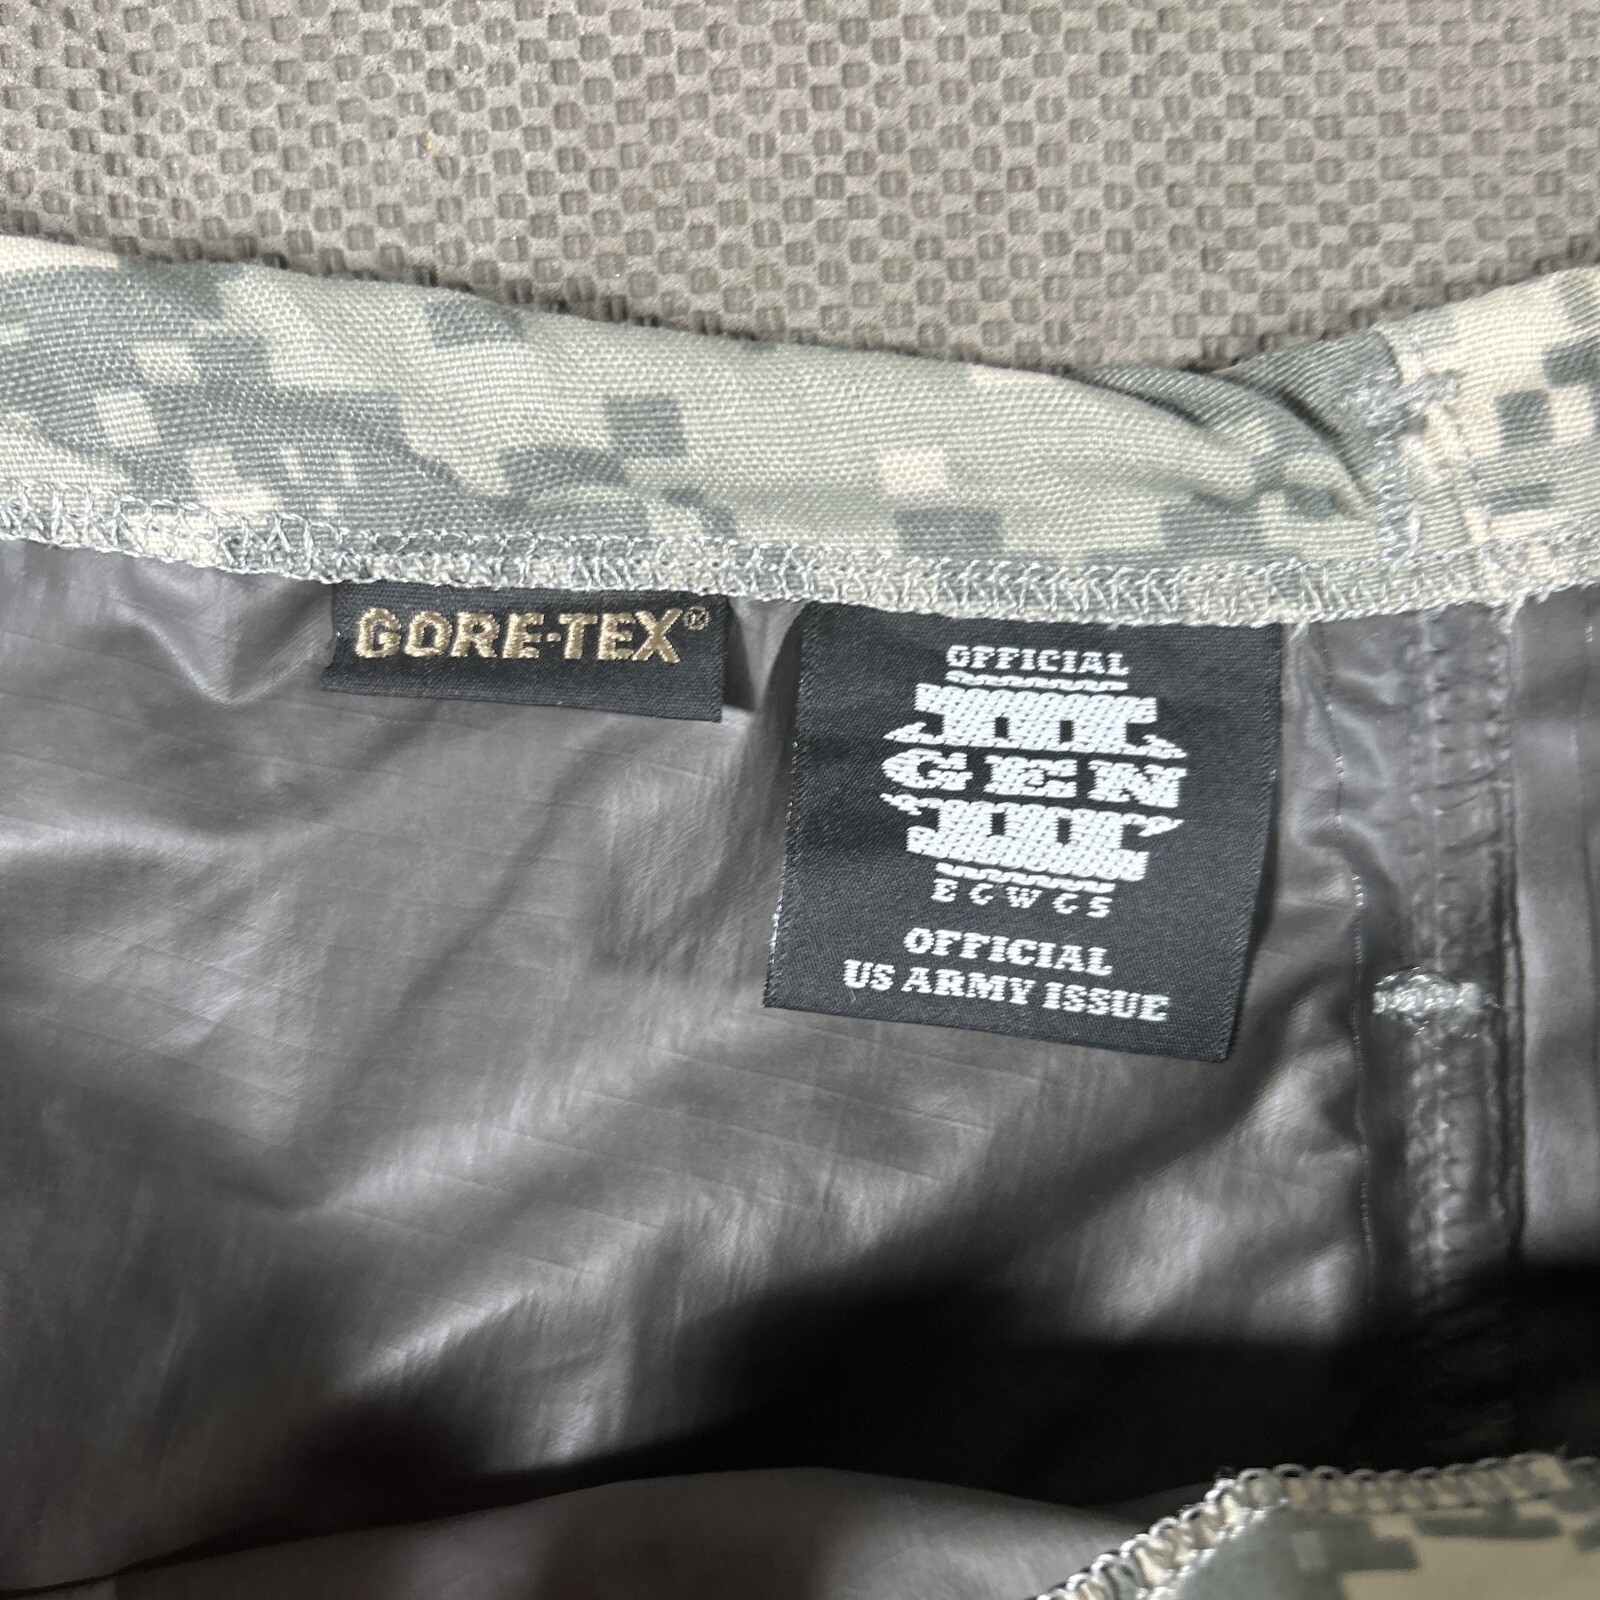 GORE-TEX®
OFFICIAL
III
GEN
III
ECWCS
OFFICIAL
US ARMY ISSUE